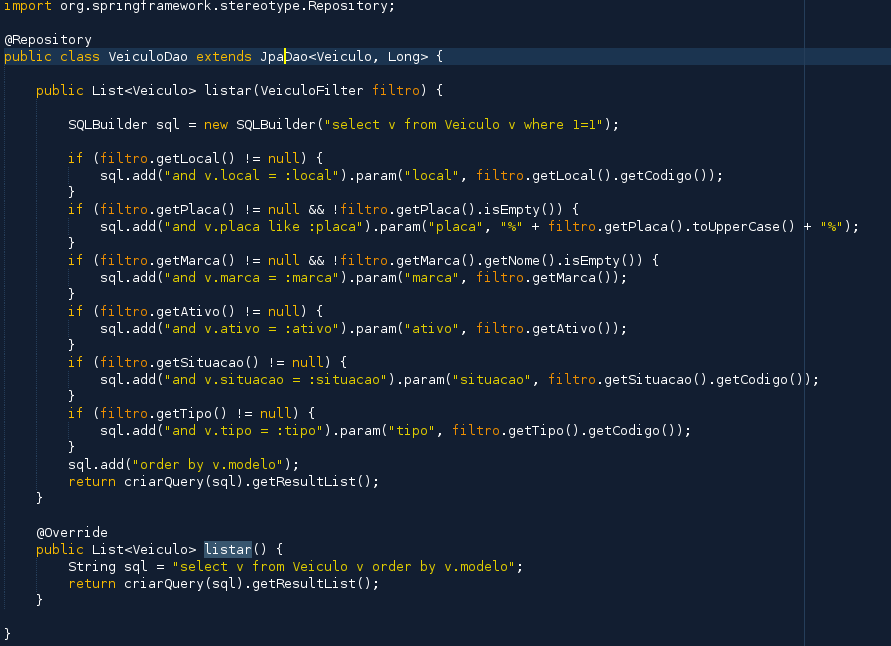 import org.springframework.stereotype.Repository;
@Repository
public class VeiculoDao extends JpaDao<Veiculo, Long> {
public List<Veiculo> listar(VeiculoFilter filtro) {
SQLBuilder sql = new SQLBuilder("select v from Veiculo v where 1=1");
if (filtro.getLocal() != null) {
sql.add("and v.local = :local").param("local", filtro.getLocal().getCodigo());
}
if (filtro.getPlaca() != null && !filtro.getPlaca().isEmpty()) {
sql.add("and v.placa like :placa").param("placa", "%" + filtro.getPlaca().toUpperCase() + "%");
}
if (filtro.getMarca() != null && !filtro.getMarca().getNome().isEmpty()) {
sql.add("and v.marca = :marca").param("marca", filtro.getMarca());
}
if (filtro.getAtivo() != null) {
sql.add("and v.ativo = :ativo").param("ativo", filtro.getAtivo());
}
if (filtro.getSituacao() != null) {
sql.add("and v.situacao = :situacao").param("situacao", filtro.getSituacao().getCodigo());
}
if (filtro.getTipo() != null) {
sql.add("and v.tipo = :tipo").param("tipo", filtro.getTipo().getCodigo());
}
sql.add("order by v.modelo");
return criarQuery(sql).getResultList();
}
@Override
public List<Veiculo> listar() {
String sql = "select v from Veiculo v order by v.modelo";
return criarQuery(sql).getResultList();
}
}